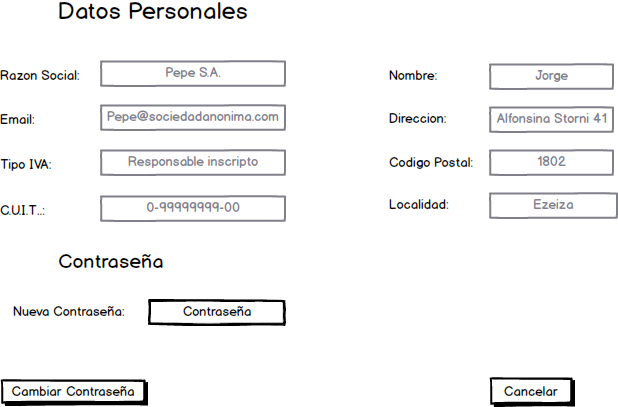 Datos Personales
Razon Social: Pepe S.A. Nombre: Jorge
Email: Pepe@sociedadanonima.com Direccion: Alfonsina Storni 41
Tipo IVA: Responsable inscripto Codigo Postal: 1802
C.U.I.T..: 0-99999999-00 Localidad: Ezeiza
Contraseña
Nueva Contraseña: Contraseña
Cambiar Contraseña Cancelar